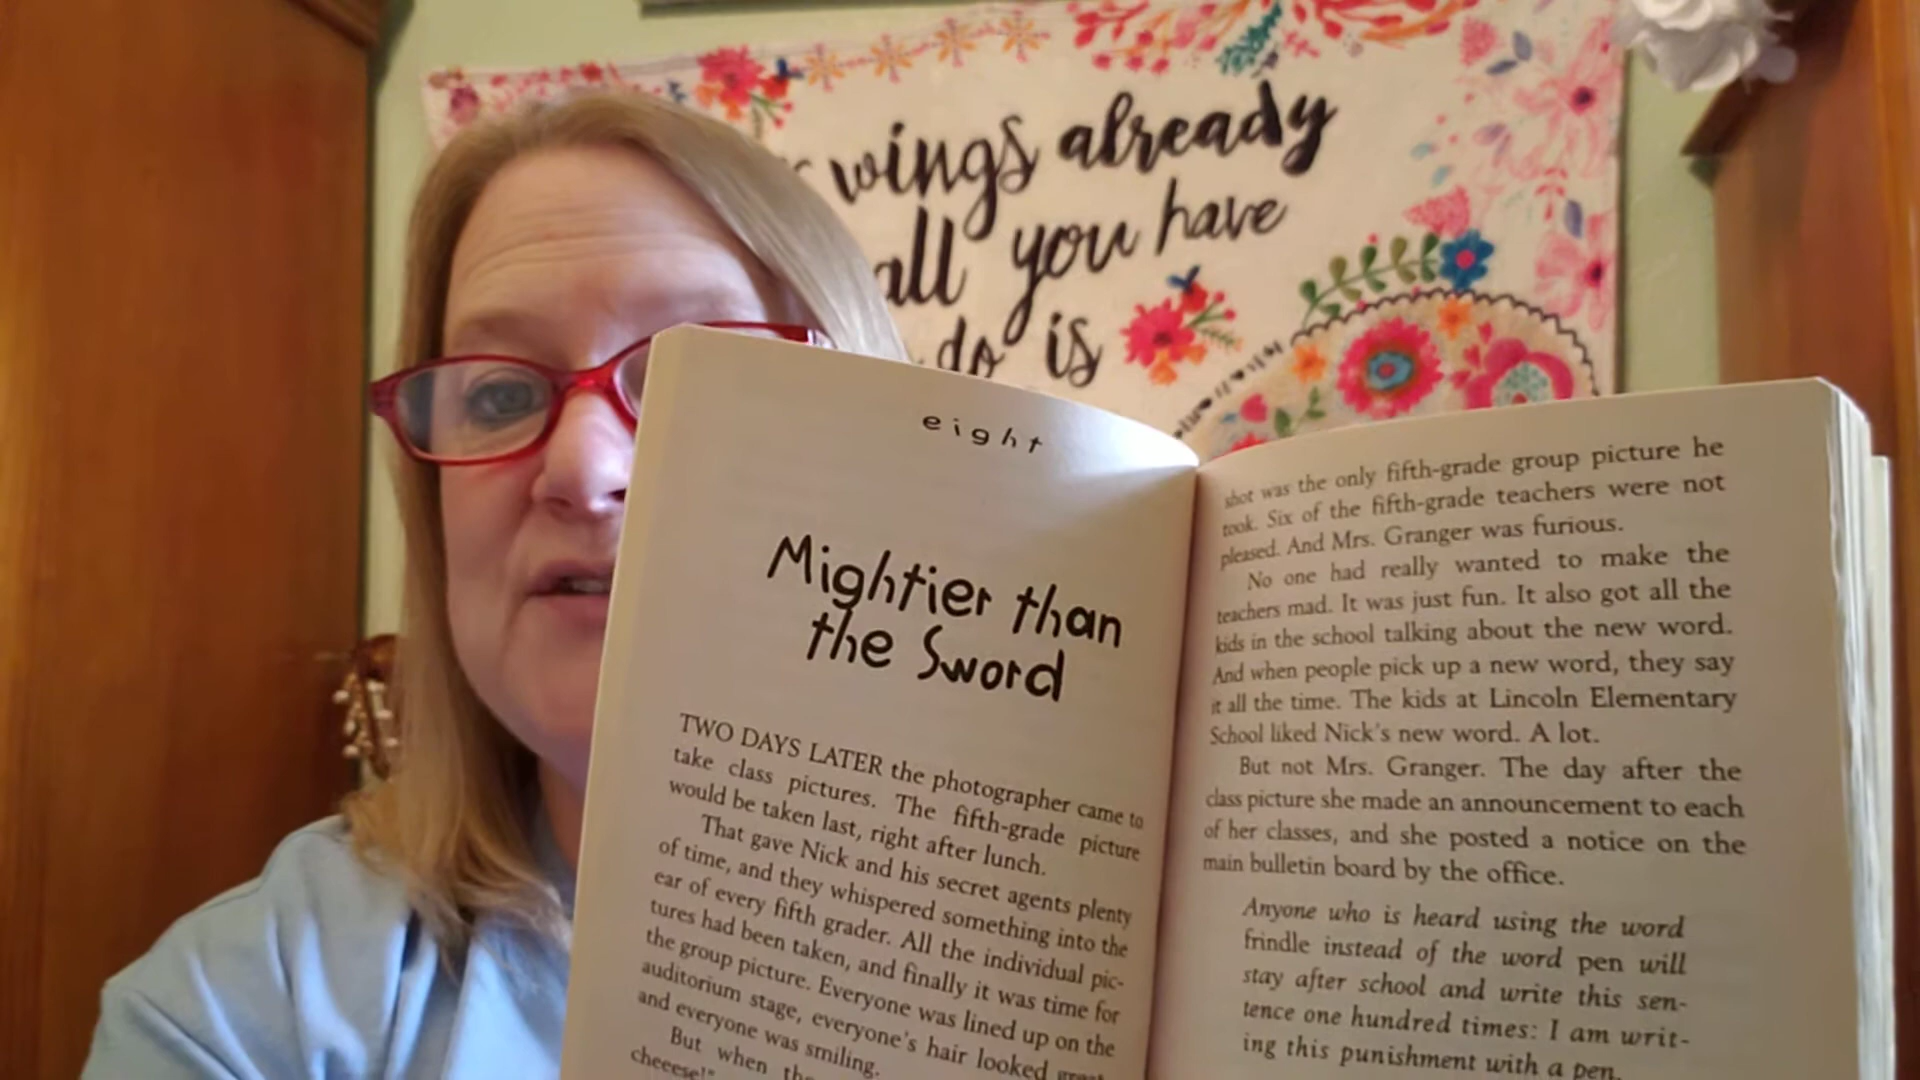 wings already
all you have
do is
eight
Mightier than
the Sword
TWO DAYS LATER the photographer came to
take class pictures. The fifth-grade picture
would be taken last, right after lunch.
That gave Nick and his secret agents plenty
of time, and they whispered something into the
ear of every fifth grader. All the individual pic-
tures had been taken, and finally it was time for
the group picture. Everyone was lined up on the
auditorium stage, everyone's hair looked great
and everyone was smiling.
But when the
cheeese!"
shot was the only fifth-grade group picture he
took. Six of the fifth-grade teachers were not
pleased. And Mrs. Granger was furious.
No one had really wanted to make the
teachers mad. It was just fun. It also got all the
kids in the school talking about the new word.
And when people pick up a new word, they say
it all the time. The kids at Lincoln Elementary
School liked Nick's new word. A lot.
But not Mrs. Granger. The day after the
class picture she made an announcement to each
of her classes, and she posted a notice on the
main bulletin board by the office.
Anyone who is heard using the word
frindle instead of the word pen will
stay after school and write this sen-
tence one hundred times: I am writ-
ing this punishment with a pen.